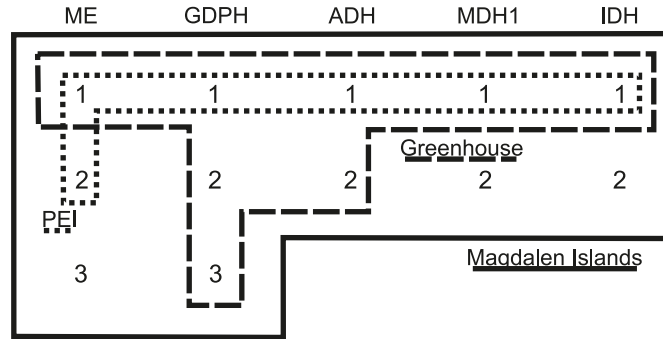 ME GDPH ADH MDH1 IDH
1 1 1 1 1
Greenhouse
2 2 2 2 2
PEI
Magdalen Islands
3 3